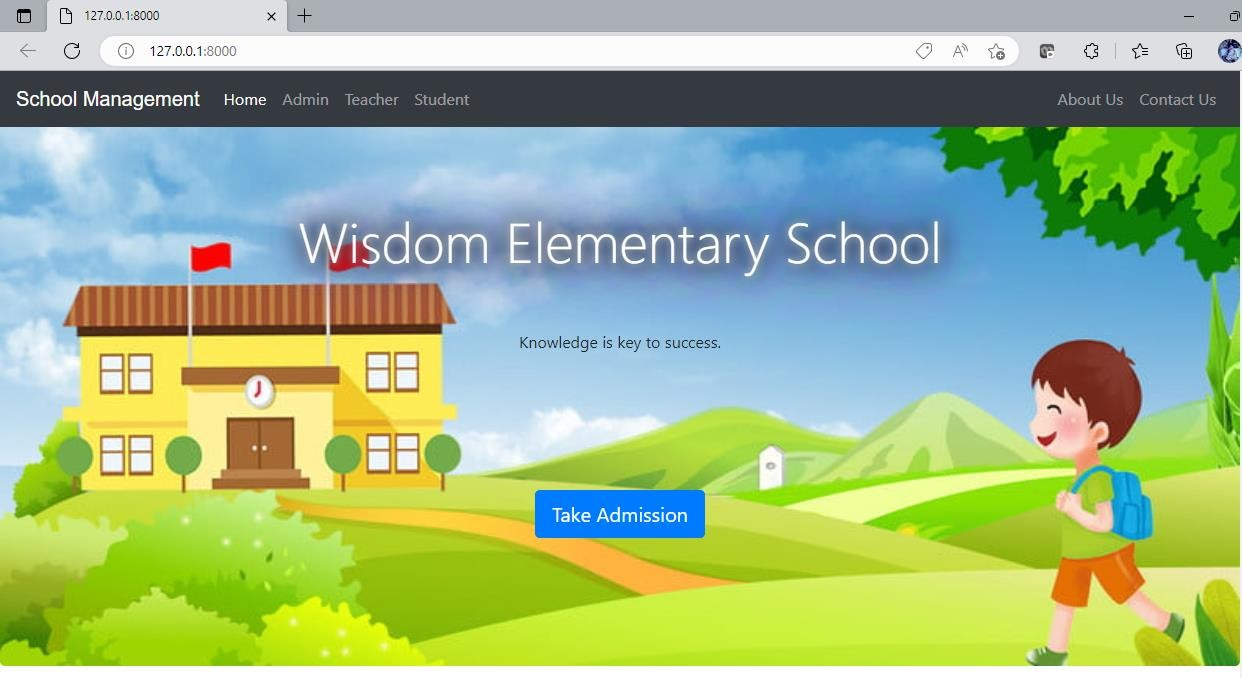 127.0.0.1:8000
127.0.0.1:8000
School Management Home Admin Teacher Student About Us Contact Us
Wisdom Elementary School
Knowledge is key to success.
Take Admission